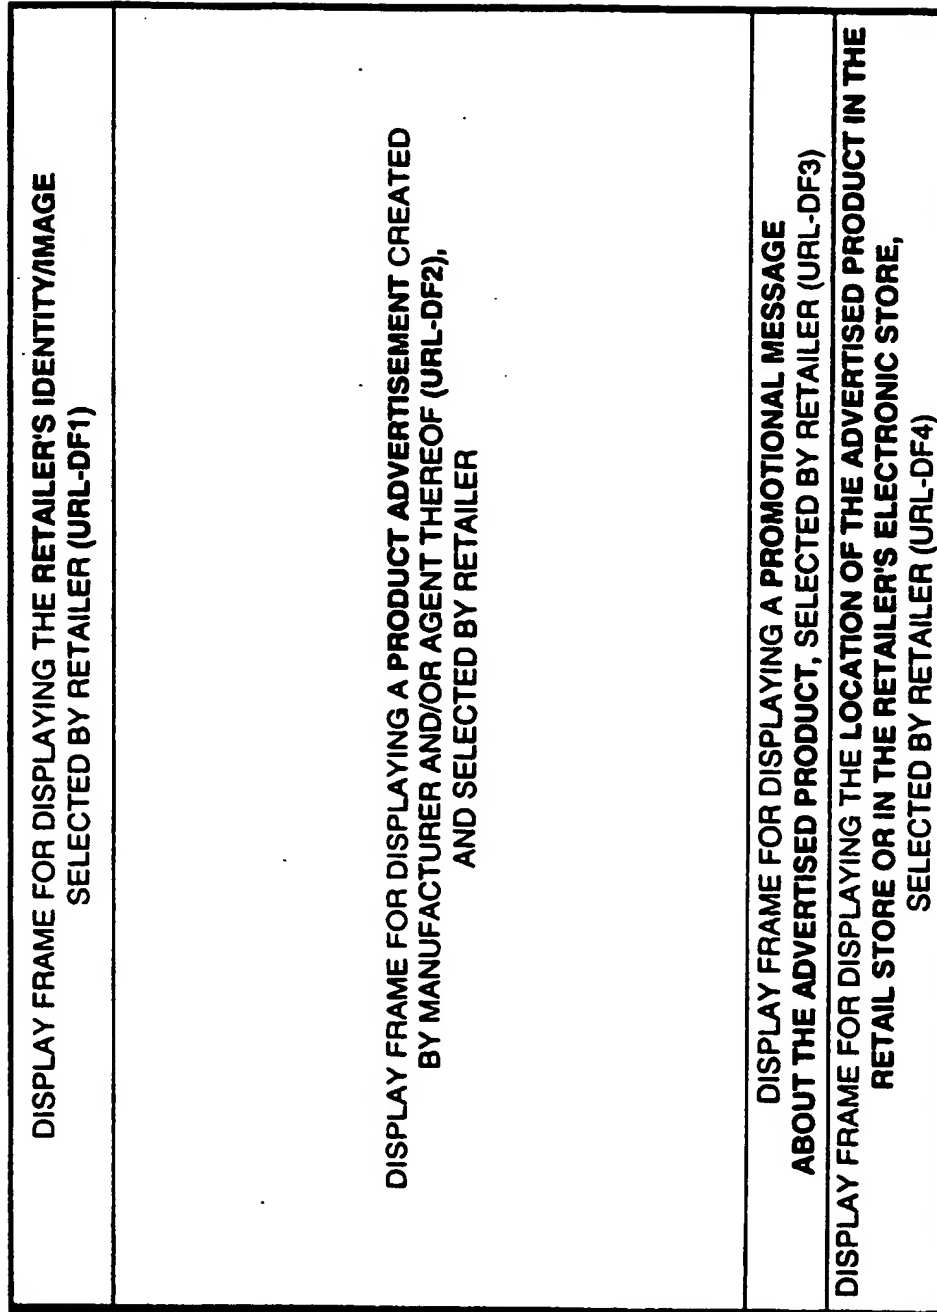 DISPLAY FRAME FOR DISPLAYING THE RETAILER'S IDENTITY/IMAGE
SELECTED BY RETAILER (URL-DF1)
DISPLAY FRAME FOR DISPLAYING A PRODUCT ADVERTISEMENT CREATED
BY MANUFACTURER AND/OR AGENT THEREOF (URL-DF2),
AND SELECTED BY RETAILER
DISPLAY FRAME FOR DISPLAYING A PROMOTIONAL MESSAGE
ABOUT THE ADVERTISED PRODUCT, SELECTED BY RETAILER (URL-DF3)
DISPLAY FRAME FOR DISPLAYING THE LOCATION OF THE ADVERTISED PRODUCT IN THE
RETAIL STORE OR IN THE RETAILER'S ELECTRONIC STORE,
SELECTED BY RETAILER (URL-DF4)